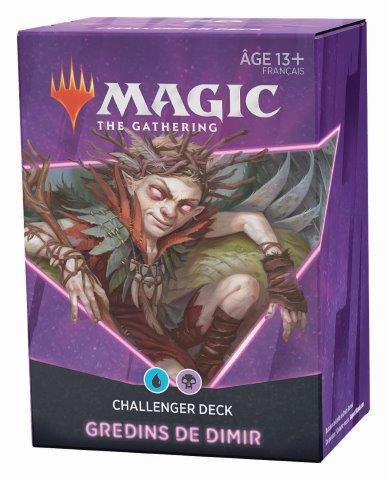 ÂGE 13+
FRANÇAIS
MAGIC
THE GATHERING
CHALLENGER DECK
GREDINS DE DIMIR